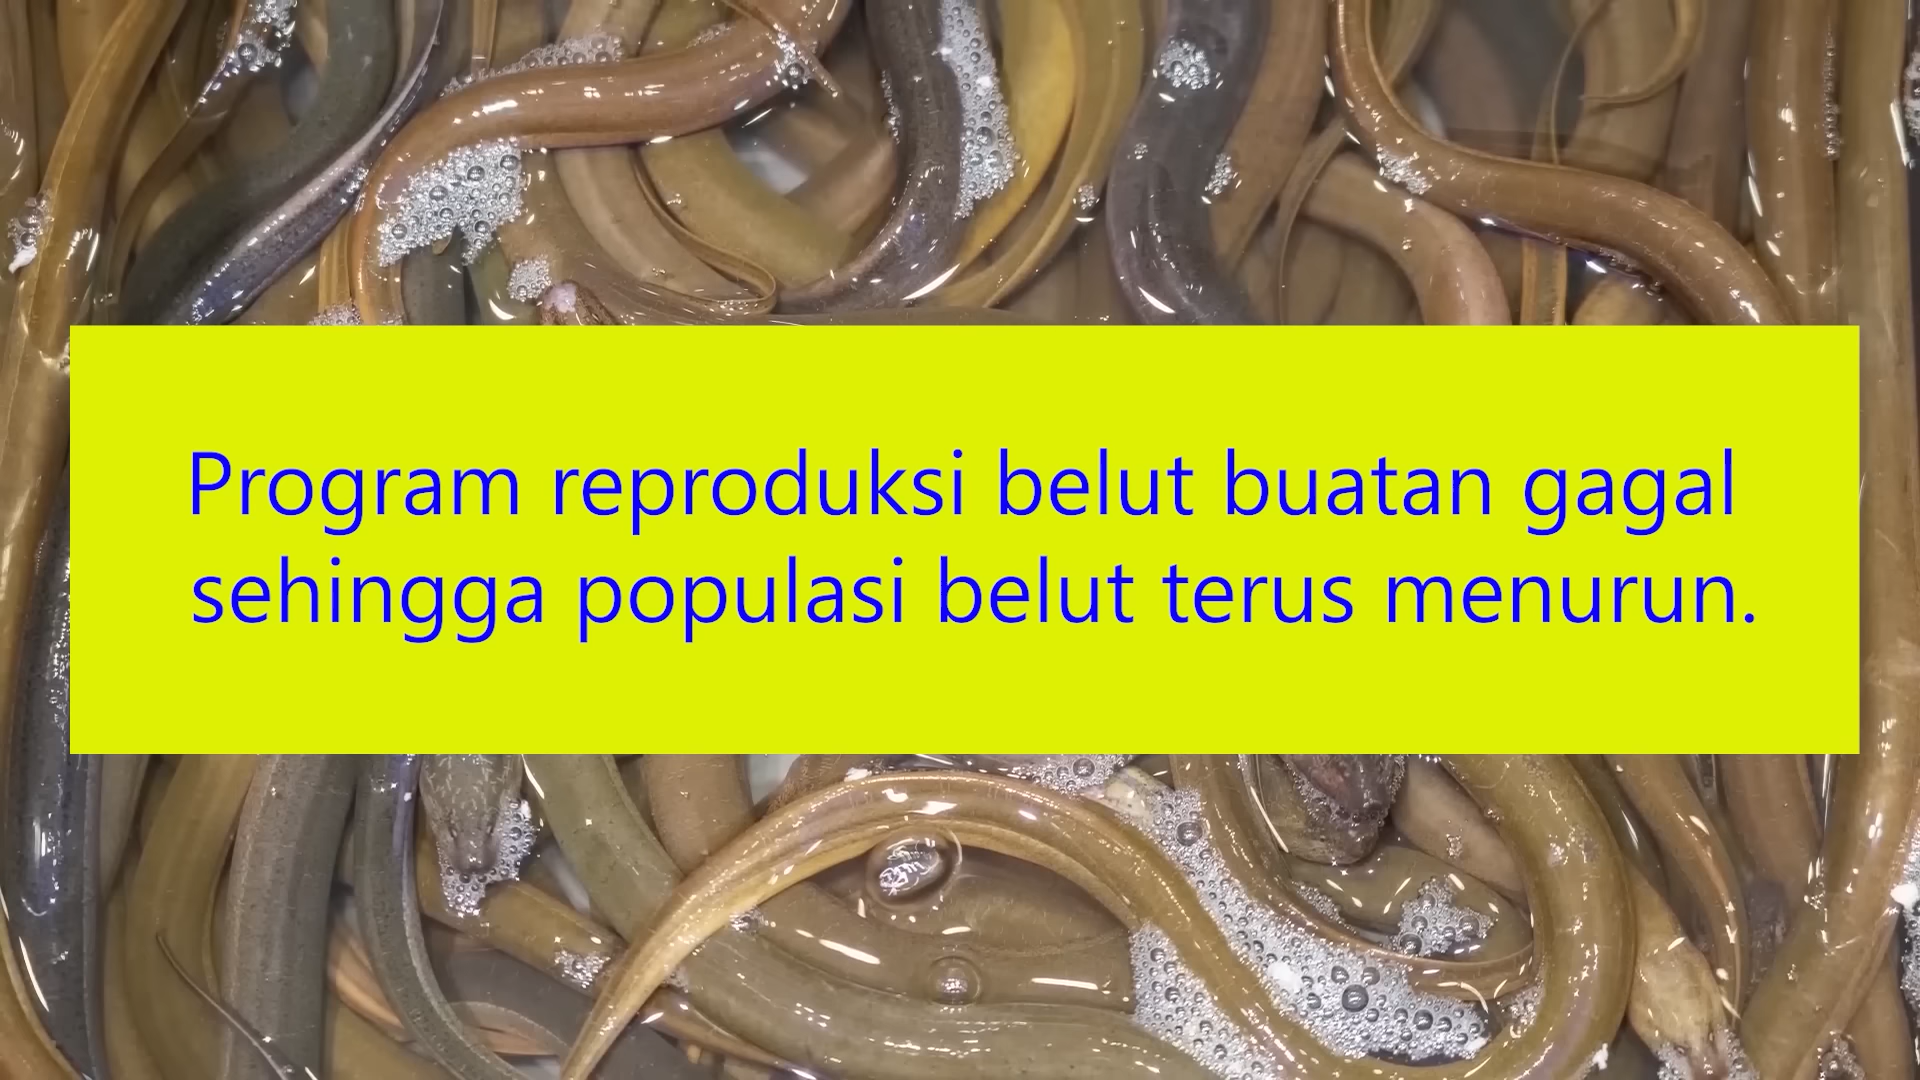 Program reproduksi belut buatan gagal
sehingga populasi belut terus menurun.